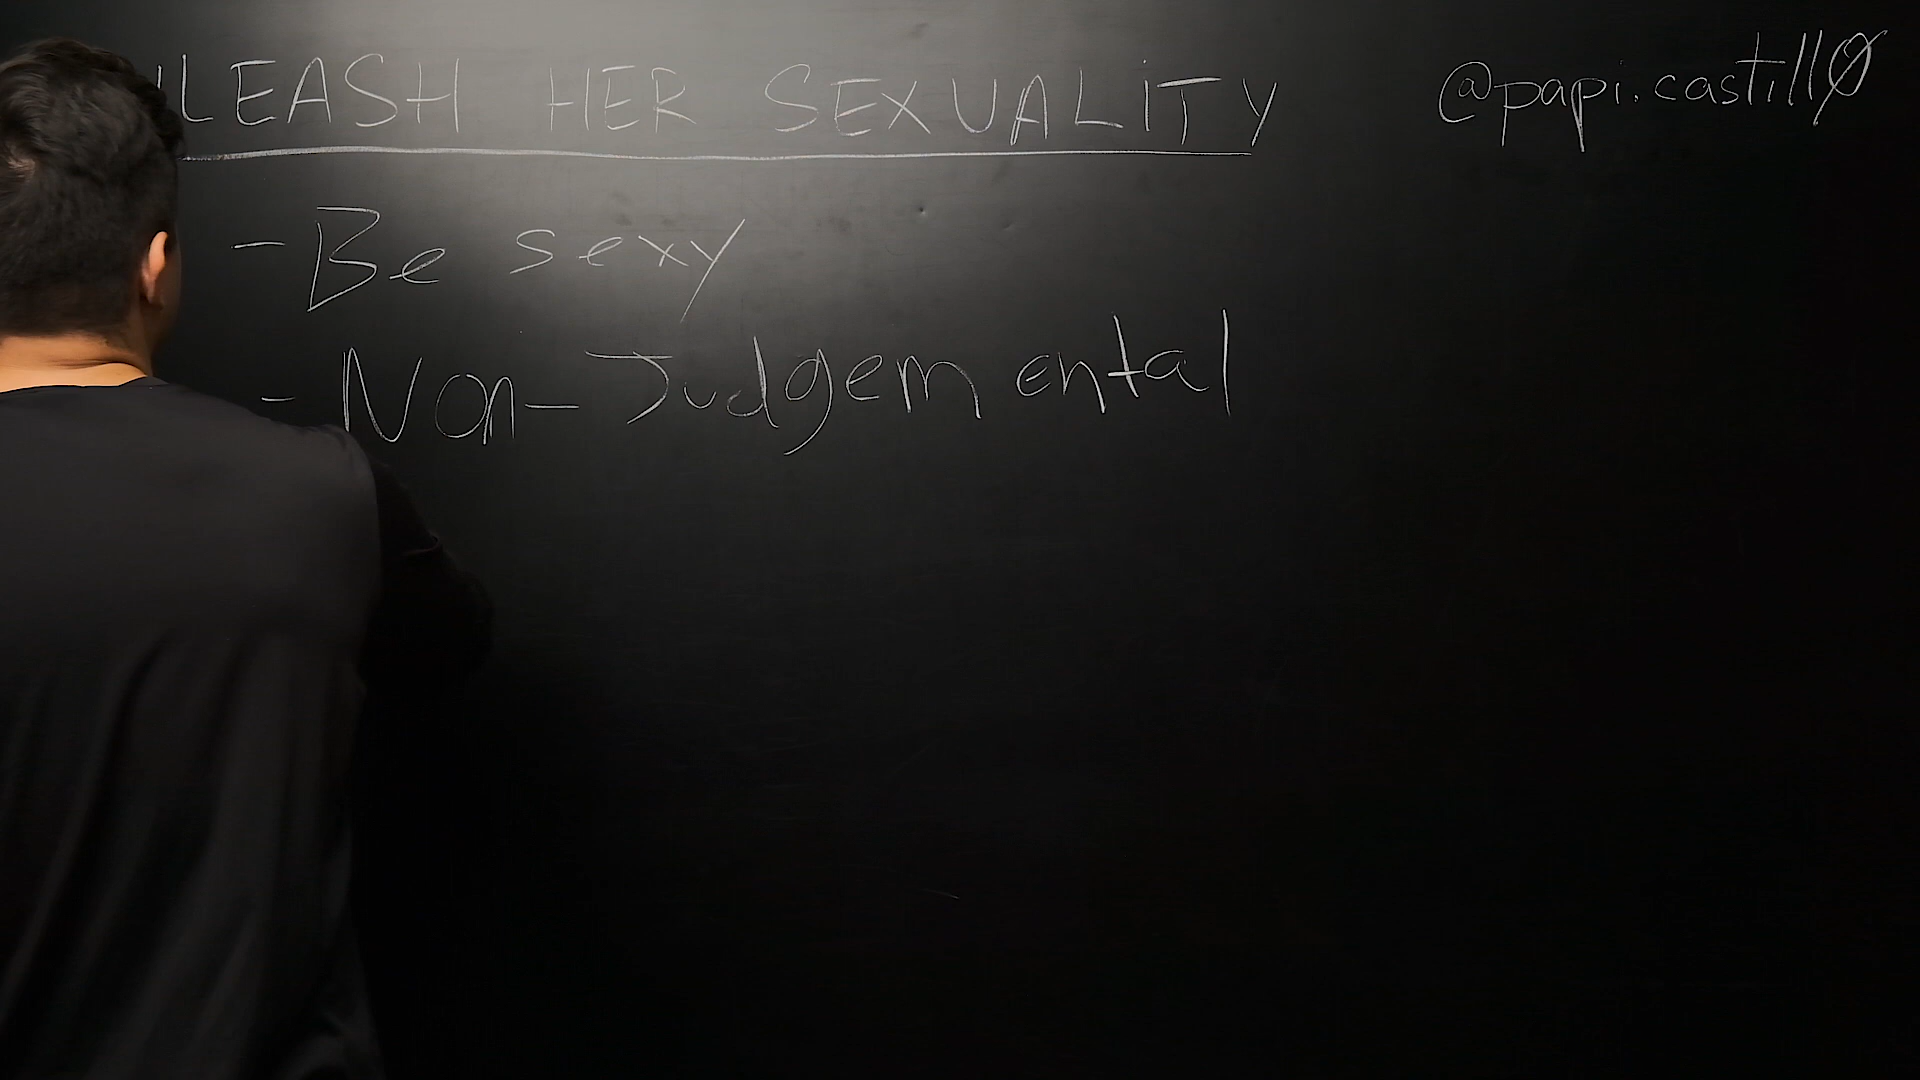 LEASH HER SEXUALITY
@papi.castill0
- Be sexy
- Non-Judgemental